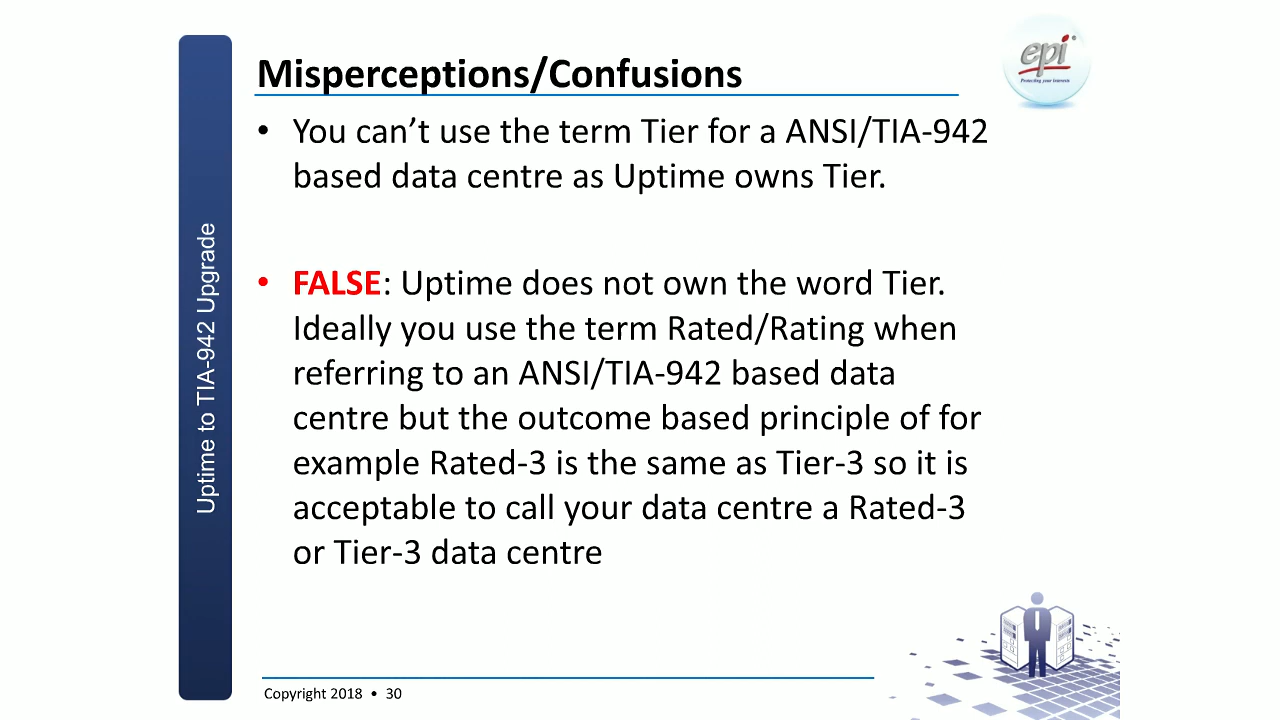 Misperceptions/Confusions
epi®
Protecting your Interests
• You can’t use the term Tier for a ANSI/TIA-942
based data centre as Uptime owns Tier.
• FALSE: Uptime does not own the word Tier.
Ideally you use the term Rated/Rating when
referring to an ANSI/TIA-942 based data
centre but the outcome based principle of for
example Rated-3 is the same as Tier-3 so it is
acceptable to call your data centre a Rated-3
or Tier-3 data centre
Uptime to TIA-942 Upgrade
Copyright 2018 • 30